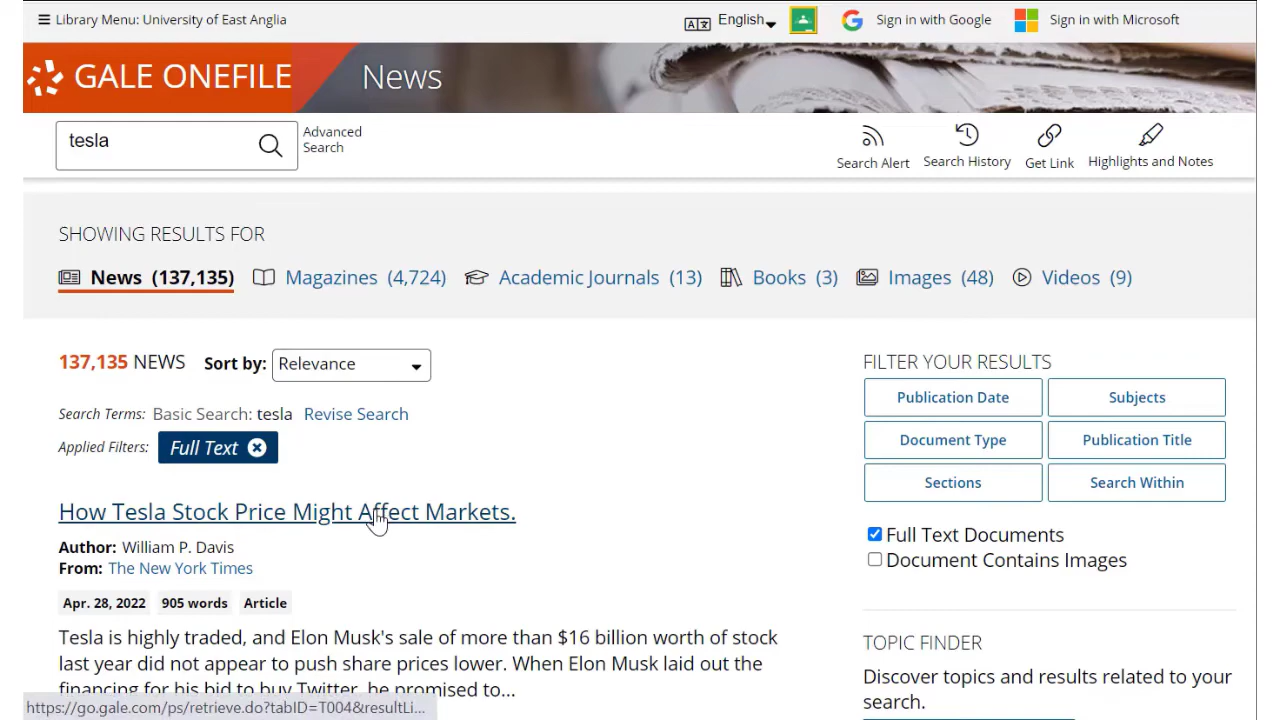 Library Menu: University of East Anglia
English
Sign in with Google
Sign in with Microsoft
GALE ONEFILE
News
tesla
Advanced
Search
Search Alert
Search History
Get Link
Highlights and Notes
SHOWING RESULTS FOR
News (137,135)
Magazines (4,724)
Academic Journals (13)
Books (3)
Images (48)
Videos (9)
137,135 NEWS
Sort by: Relevance
Search Terms: Basic Search: tesla Revise Search
Applied Filters: Full Text
How Tesla Stock Price Might Affect Markets.
Author: William P. Davis
From: The New York Times
Apr. 28, 2022 905 words Article
Tesla is highly traded, and Elon Musk's sale of more than $16 billion worth of stock
last year did not appear to push share prices lower. When Elon Musk laid out the
financing for his bid to buy Twitter, he promised to...
https://go.gale.com/ps/retrieve.do?tabID=T004&resultLi...
FILTER YOUR RESULTS
Publication Date
Subjects
Document Type
Publication Title
Sections
Search Within
Full Text Documents
Document Contains Images
TOPIC FINDER
Discover topics and results related to your
search.